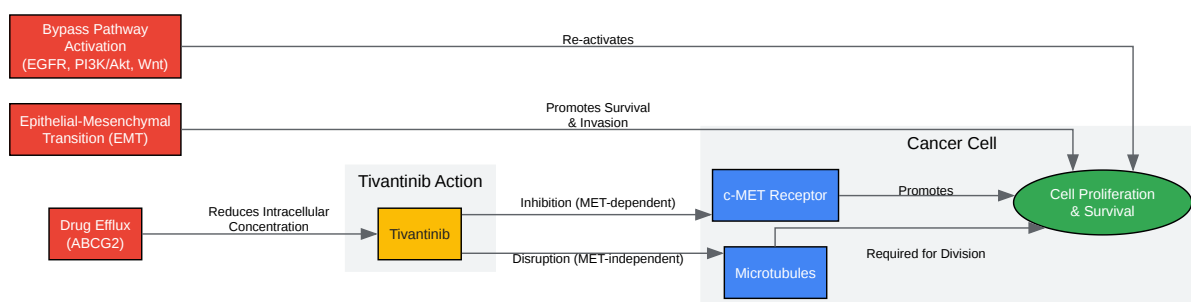 Bypass Pathway
Activation
(EGFR, PI3K/Akt, Wnt)
Re-activates
Epithelial-Mesenchymal
Transition (EMT)
Promotes Survival
& Invasion
Cancer Cell
Tivantinib Action
c-MET Receptor
Promotes
Cell Proliferation
& Survival
Inhibition (MET-dependent)
Drug Efflux
(ABCG2)
Reduces Intracellular
Concentration
Tivantinib
Disruption (MET-independent)
Microtubules
Required for Division